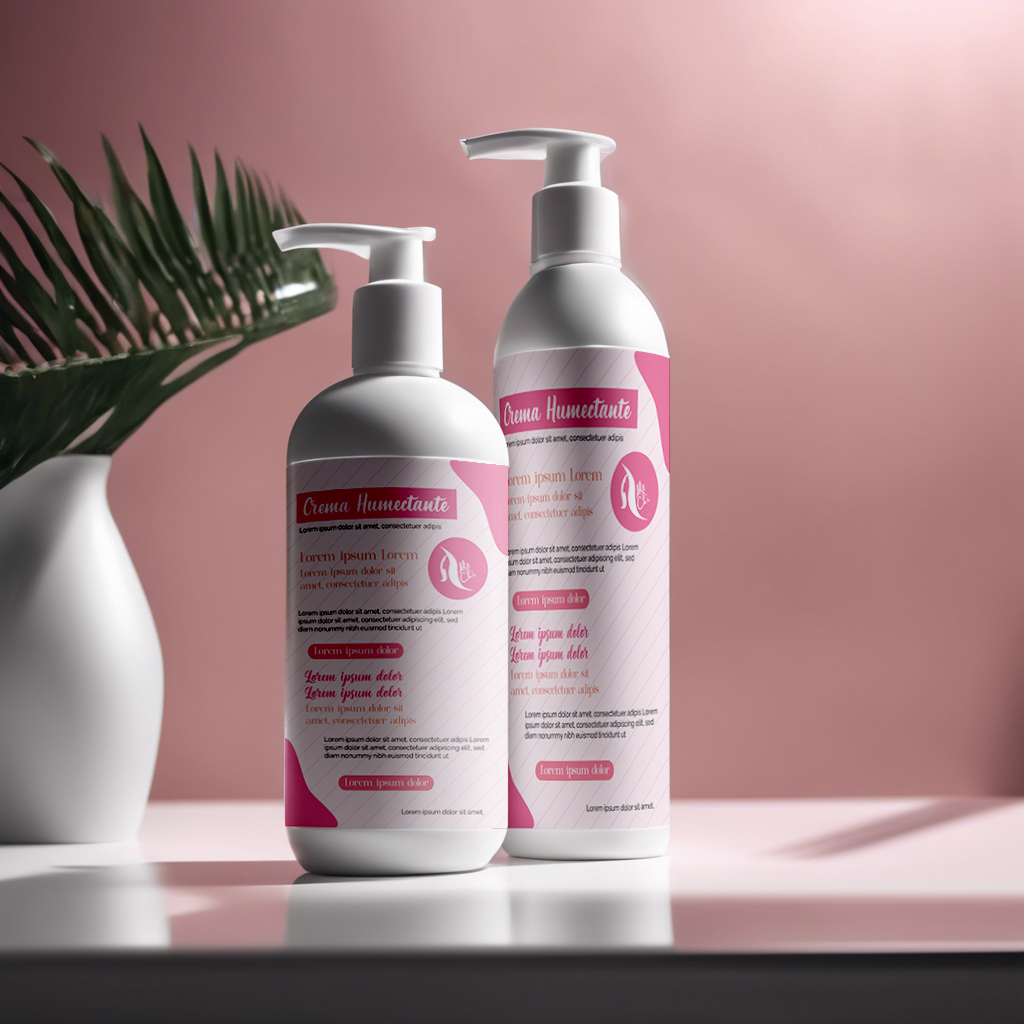 Crema Humectante
Lorem ipsum dolor sit amet, consectetuer adipis
Lorem ipsum Lorem
Lorem ipsum dolor sit
amet, consectetuer adipis
Lorem ipsum dolor sit amet, consectetuer adipis Lorem
ipsum dolor sit amet, consectetuer adipiscing elit, sed
diam nonummy nibh euismod tincidunt ut
Lorem ipsum dolor
Lorem ipsum dolor
Lorem ipsum dolor
Lorem ipsum dolor sit
amet, consectetuer adipis
Lorem ipsum dolor sit amet, consectetuer adipis Lorem
ipsum dolor sit amet, consectetuer adipiscing elit, sed
diam nonummy nibh euismod tincidunt ut
Lorem ipsum dolor
Lorem ipsum dolor sit amet.
Crema Humectante
Lorem ipsum dolor sit amet, consectetuer adipis
Lorem ipsum Lorem
Lorem ipsum dolor sit
amet, consectetuer adipis
Lorem ipsum dolor sit amet, consectetuer adipis Lorem
ipsum dolor sit amet, consectetuer adipiscing elit, sed
diam nonummy nibh euismod tincidunt ut
Lorem ipsum dolor
Lorem ipsum dolor
Lorem ipsum dolor
Lorem ipsum dolor sit
amet, consectetuer adipis
Lorem ipsum dolor sit amet, consectetuer adipis Lorem
ipsum dolor sit amet, consectetuer adipiscing elit, sed
diam nonummy nibh euismod tincidunt ut
Lorem ipsum dolor
Lorem ipsum dolor sit amet.